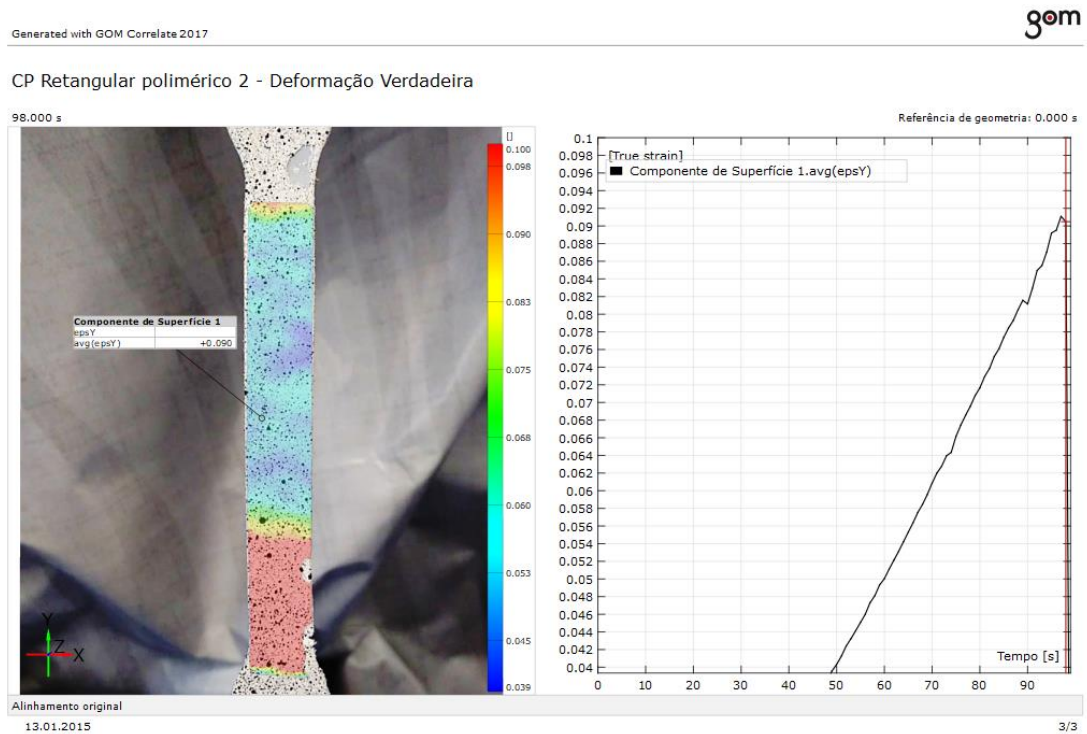 gom
Generated with GOM Correlate 2017
CP Retangular polimérico 2 - Deformação Verdadeira
98.000 s
Referência de geometria: 0.000 s
[]
0.100
0.098
0.090
0.083
0.075
0.068
0.060
0.053
0.045
0.039
Componente de Superfície 1
epsY
avg(epsY) +0.090
Y
Z
X
0.1
0.098
0.096
0.094
0.092
0.09
0.088
0.086
0.084
0.082
0.08
0.078
0.076
0.074
0.072
0.07
0.068
0.066
0.064
0.062
0.06
0.058
0.056
0.054
0.052
0.05
0.048
0.046
0.044
0.042
0.04
[True strain]
Componente de Superfície 1.avg(epsY)
Tempo [s]
0 10 20 30 40 50 60 70 80 90
Alinhamento original
13.01.2015
3/3